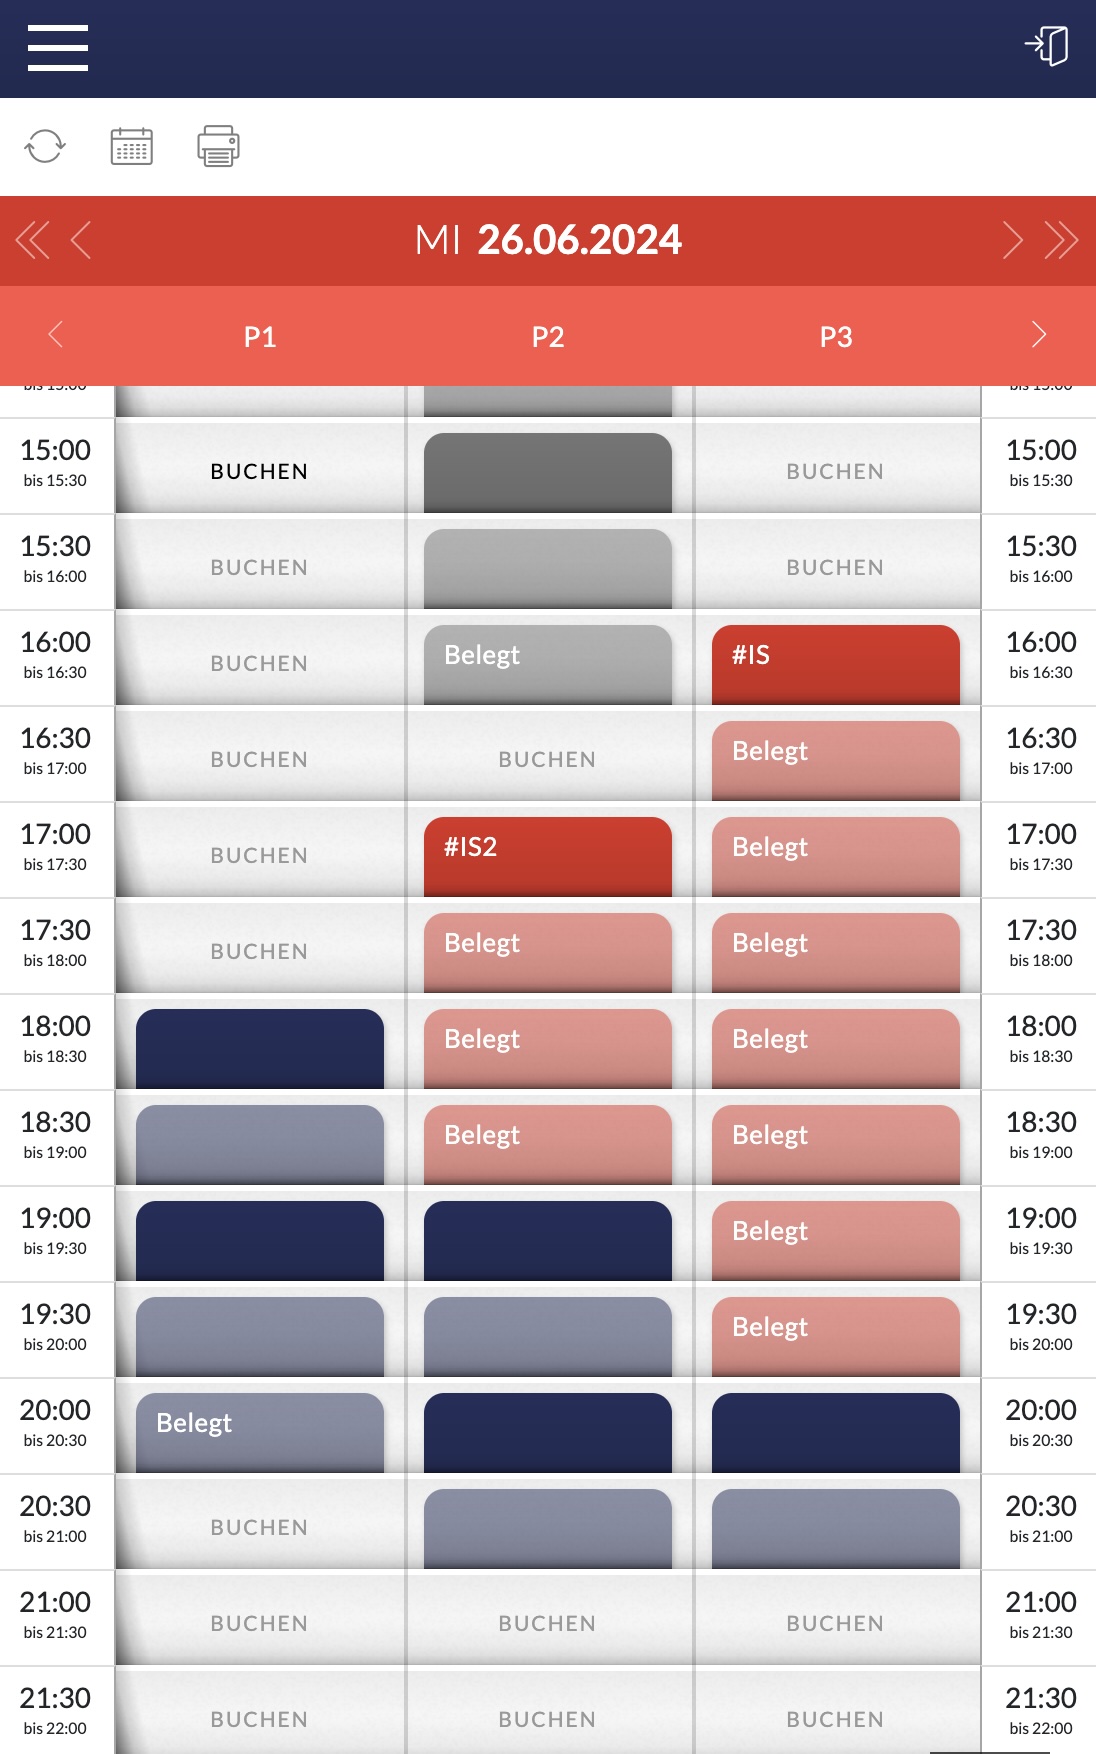 MI 26.06.2024
P1 P2 P3
bis 15:00 bis 15:00
15:00 BUCHEN BUCHEN 15:00
bis 15:30 bis 15:30
15:30 BUCHEN BUCHEN 15:30
bis 16:00 bis 16:00
16:00 BUCHEN Belegt #IS 16:00
bis 16:30 bis 16:30
16:30 BUCHEN BUCHEN Belegt 16:30
bis 17:00 bis 17:00
17:00 BUCHEN #IS2 Belegt 17:00
bis 17:30 bis 17:30
17:30 BUCHEN Belegt Belegt 17:30
bis 18:00 bis 18:00
18:00 Belegt Belegt 18:00
bis 18:30 bis 18:30
18:30 Belegt Belegt 18:30
bis 19:00 bis 19:00
19:00 Belegt 19:00
bis 19:30 bis 19:30
19:30 Belegt 19:30
bis 20:00 bis 20:00
20:00 Belegt 20:00
bis 20:30 bis 20:30
20:30 BUCHEN 20:30
bis 21:00 bis 21:00
21:00 BUCHEN BUCHEN BUCHEN 21:00
bis 21:30 bis 21:30
21:30 BUCHEN BUCHEN BUCHEN 21:30
bis 22:00 bis 22:00